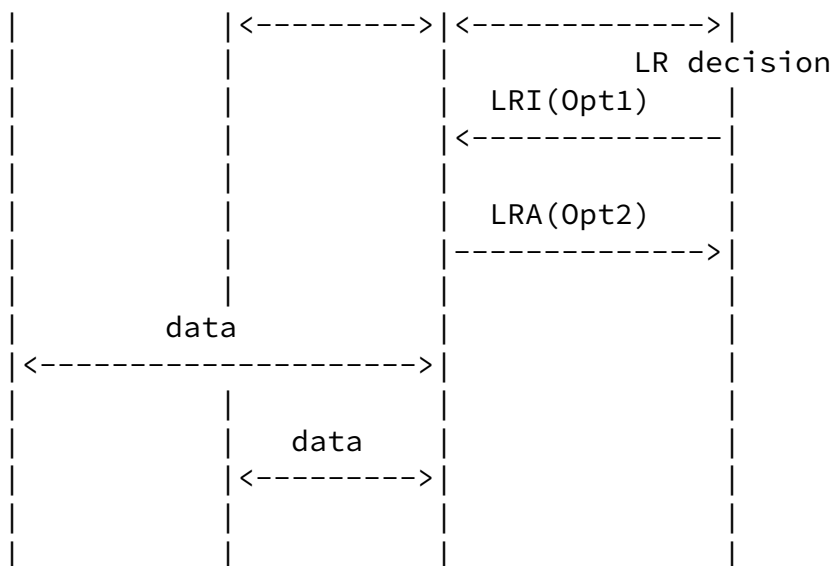 LR decision
LRI(Opt1)
LRA(Opt2)
data
data